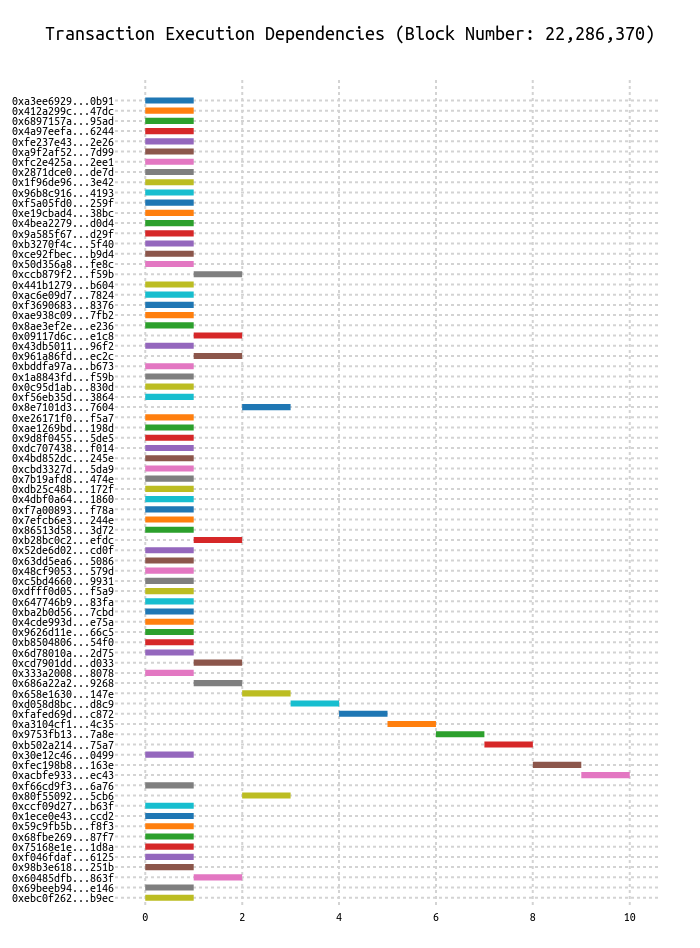 Transaction Execution Dependencies (Block Number: 22,286,370)
0xa3ee6929...0b91
0x412a299c...47dc
0x6897157a...95ad
0x4a97eefa...6244
0xfe237e43...2e26
0xa9f2af52...7d99
0xfc2e425a...2ee1
0x2871dce0...de7d
0x1f96de96...3e42
0x96b8c916...4193
0xf5a05fd0...259f
0xe19cbad4...38bc
0x4bea2279...d0d4
0x9a585f67...d29f
0xb3270f4c...5f40
0xce92fbec...b9d4
0x50d356a8...fe8c
0xccb879f2...f59b
0x441b1279...b604
0xac6e09d7...7824
0xf3690683...8376
0xae938c09...7fb2
0x8ae3ef2e...e236
0x09117d6c...e1c8
0x43db5011...96f2
0x961a86fd...ec2c
0xbddfa97a...b673
0x1a8843fd...f59b
0x0c95d1ab...830d
0xf56eb35d...3864
0x8e7101d3...7604
0xe26171f0...f5a7
0xae1269bd...198d
0x9d8f0455...5de5
0xdc707438...f014
0x4bd852dc...245e
0xcbd3327d...5da9
0x7b19afd8...474e
0xdb25c48b...172f
0x4dbf0a64...1860
0xf7a00893...f78a
0x7efcb6e3...244e
0x86513d58...3d72
0xb28bc0c2...efdc
0x52de6d02...cd0f
0x63dd5ea6...5086
0x48cf9053...579d
0xc5bd4660...9931
0xdfff0d05...f5a9
0x647746b9...83fa
0xba2b0d56...7cbd
0x4cde993d...e75a
0x9626d11e...66c5
0xb8504806...54f0
0x6d78010a...2d75
0xcd7901dd...d033
0x333a2008...8078
0x686a22a2...9268
0x658e1630...147e
0xd058d8bc...d8c9
0xfafed69d...c872
0xa3104cf1...4c35
0x9753fb13...7a8e
0xb502a214...75a7
0x30e12c46...0499
0xfec198b8...163e
0xacbfe933...ec43
0xf66cd9f3...6a76
0x80f55092...5cb6
0xccf09d27...b63f
0x1ece0e43...ccd2
0x59c9fb5b...f8f3
0x68fbe269...87f7
0x75168e1e...1d8a
0xf046fdaf...6125
0x98b3e618...251b
0x60485dfb...863f
0x69beeb94...e146
0xebc0f262...b9ec
0 2 4 6 8 10